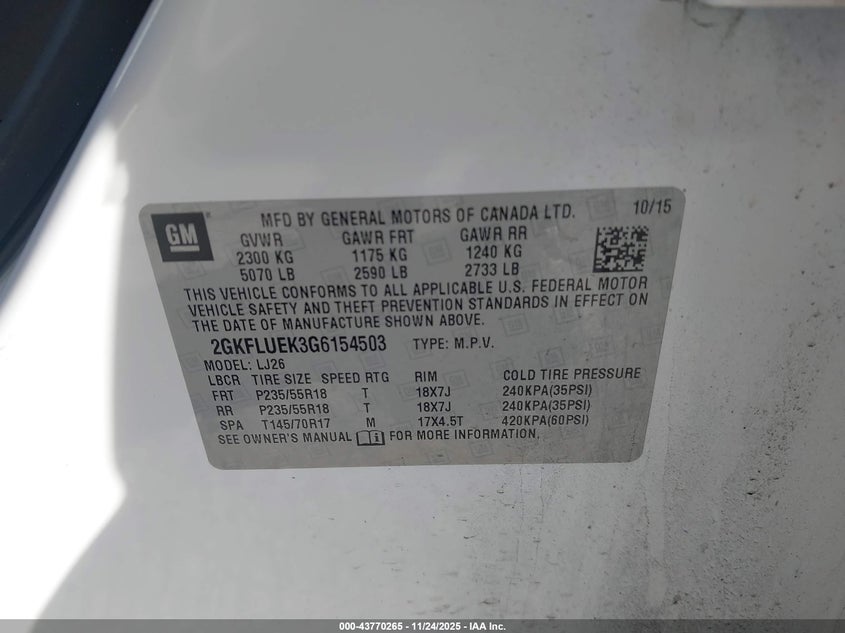 GM
MFD BY GENERAL MOTORS OF CANADA LTD. 10/15
GVWR GAWR FRT GAWR RR
2300 KG 1175 KG 1240 KG
5070 LB 2590 LB 2733 LB
THIS VEHICLE CONFORMS TO ALL APPLICABLE U.S. FEDERAL MOTOR
VEHICLE SAFETY AND THEFT PREVENTION STANDARDS IN EFFECT ON
THE DATE OF MANUFACTURE SHOWN ABOVE.
2GKFLUEK3G6154503 TYPE: M.P.V.
MODEL: LJ26
LBCR TIRE SIZE SPEED RTG RIM COLD TIRE PRESSURE
FRT P235/55R18 T 18X7J 240KPA(35PSI)
RR P235/55R18 T 18X7J 240KPA(35PSI)
SPA T145/70R17 M 17X4.5T 420KPA(60PSI)
SEE OWNER'S MANUAL FOR MORE INFORMATION.
000-43770265 - 11/24/2025 - IAA Inc.